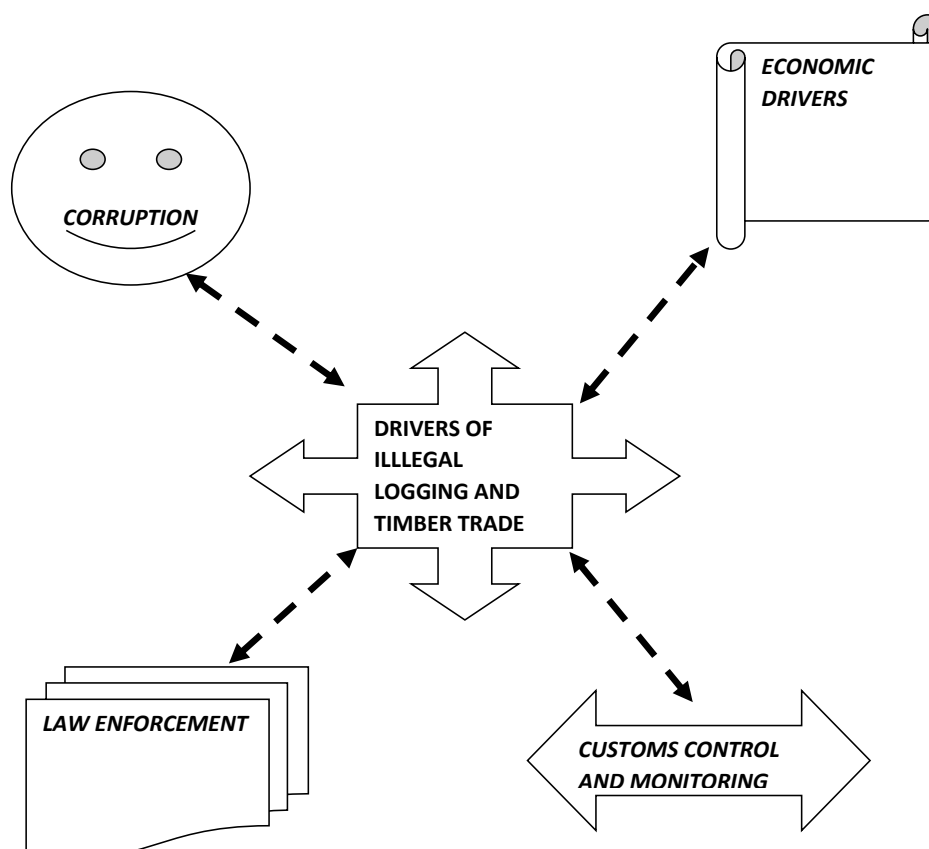 ECONOMIC
DRIVERS
CORRUPTION
DRIVERS OF
ILLLEGAL
LOGGING AND
TIMBER TRADE
LAW ENFORCEMENT
CUSTOMS CONTROL
AND MONITORING